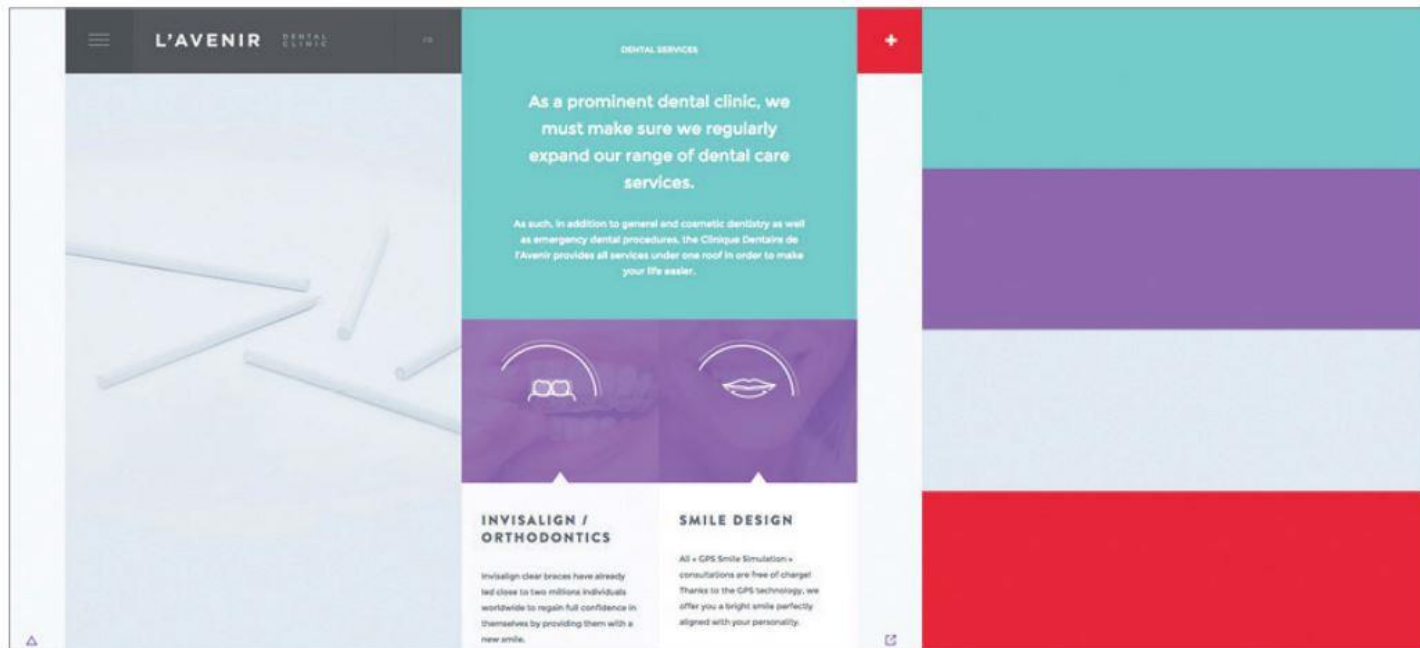 L'AVENIR DENTAL CLINIC
DENTAL SERVICES
As a prominent dental clinic, we
must make sure we regularly
expand our range of dental care
services.
As such, in addition to general and cosmetic dentistry as well
as emergency dental procedures, the Clinique Dentaire de
l'Avenir provides all services under one roof in order to make
your life easier.
INVISALIGN /
ORTHODONTICS
Invisalign clear braces have already
led close to two millions individuals
worldwide to regain full confidence in
themselves by providing them with a
new smile.
SMILE DESIGN
All « GPS Smile Simulation »
consultations are free of charge!
Thanks to the GPS technology, we
offer you a bright smile perfectly
aligned with your personality.